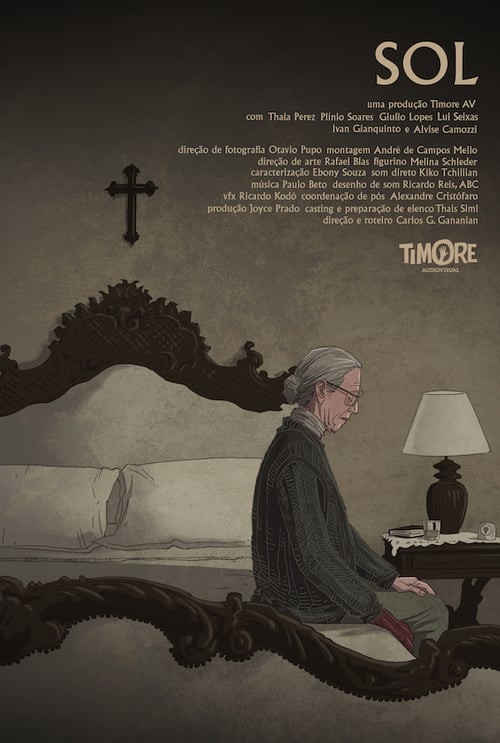 SOL
uma produção Timore AV
com Thaia Perez Plinio Soares Giulio Lopes Lui Seixas
Ivan Gianquinto e Alvise Camozzi
direção de fotografia Otavio Pupo montagem André de Campos Mello
direção de arte Rafael Blas figurino Melina Schleder
caracterização Ebony Souza som direto Kiko Tchillian
música Paulo Beto desenho de som Ricardo Reis, ABC
vfx Ricardo Kodó coordenação de pós Alexandre Cristófaro
produção Joyce Prado casting e preparação de elenco Thais Simi
direção e roteiro Carlos G. Gananian
TIMORE
AUDIOVISUAL